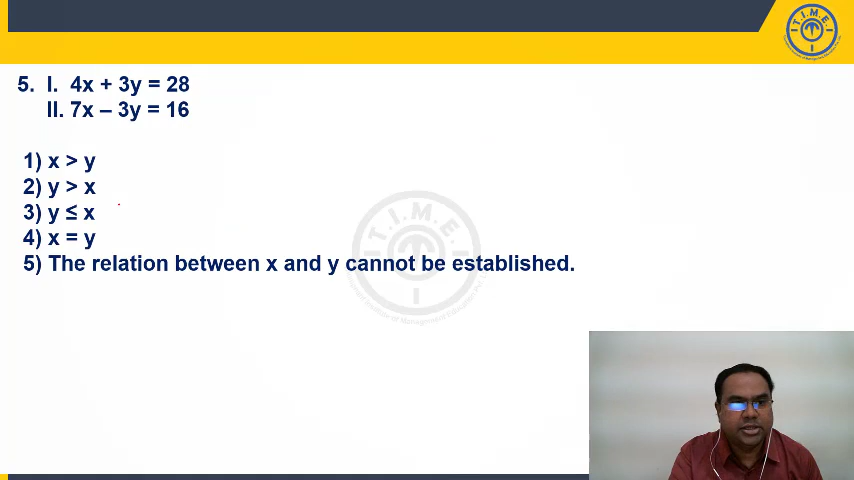 T.I.M.E.
5. I. 4x + 3y = 28
II. 7x – 3y = 16
1) x > y
2) y > x
3) y ≤ x
4) x = y
5) The relation between x and y cannot be established.
T.I.M.E.